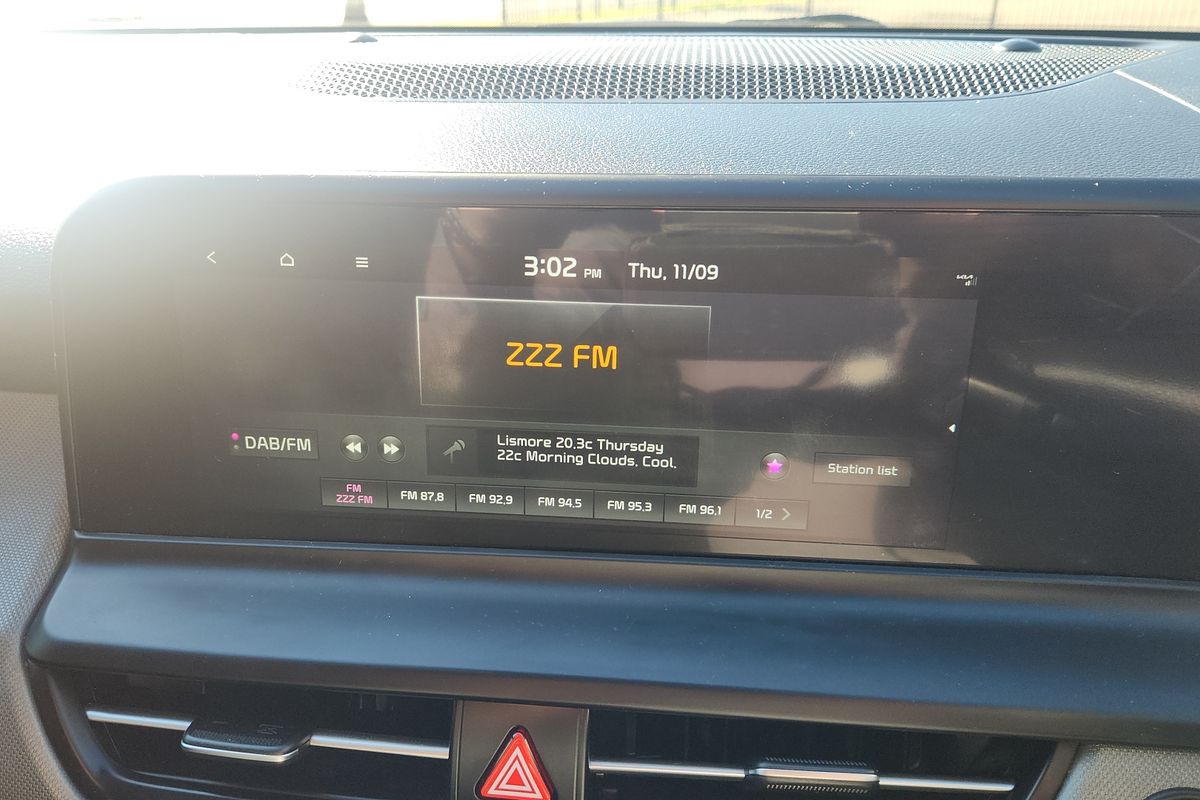 3:02 PM Thu, 11/09
KIA
ZZZ FM
DAB/FM
Lismore 20.3c Thursday
22c Morning Clouds. Cool.
Station list
FM
ZZZ FM
FM 87.8
FM 92.9
FM 94.5
FM 95.3
FM 96.1
1/2